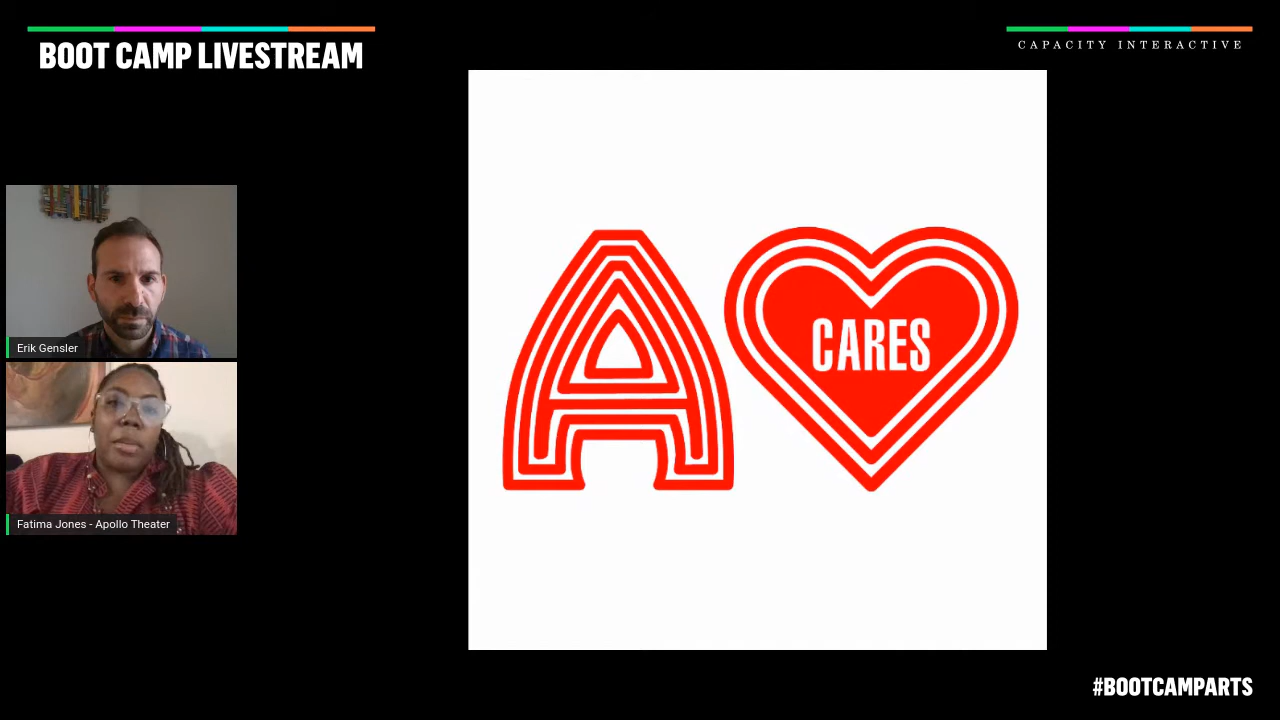 BOOT CAMP LIVESTREAM
CAPACITY INTERACTIVE
Erik Gensler
Fatima Jones - Apollo Theater
A
CARES
#BOOTCAMPARTS